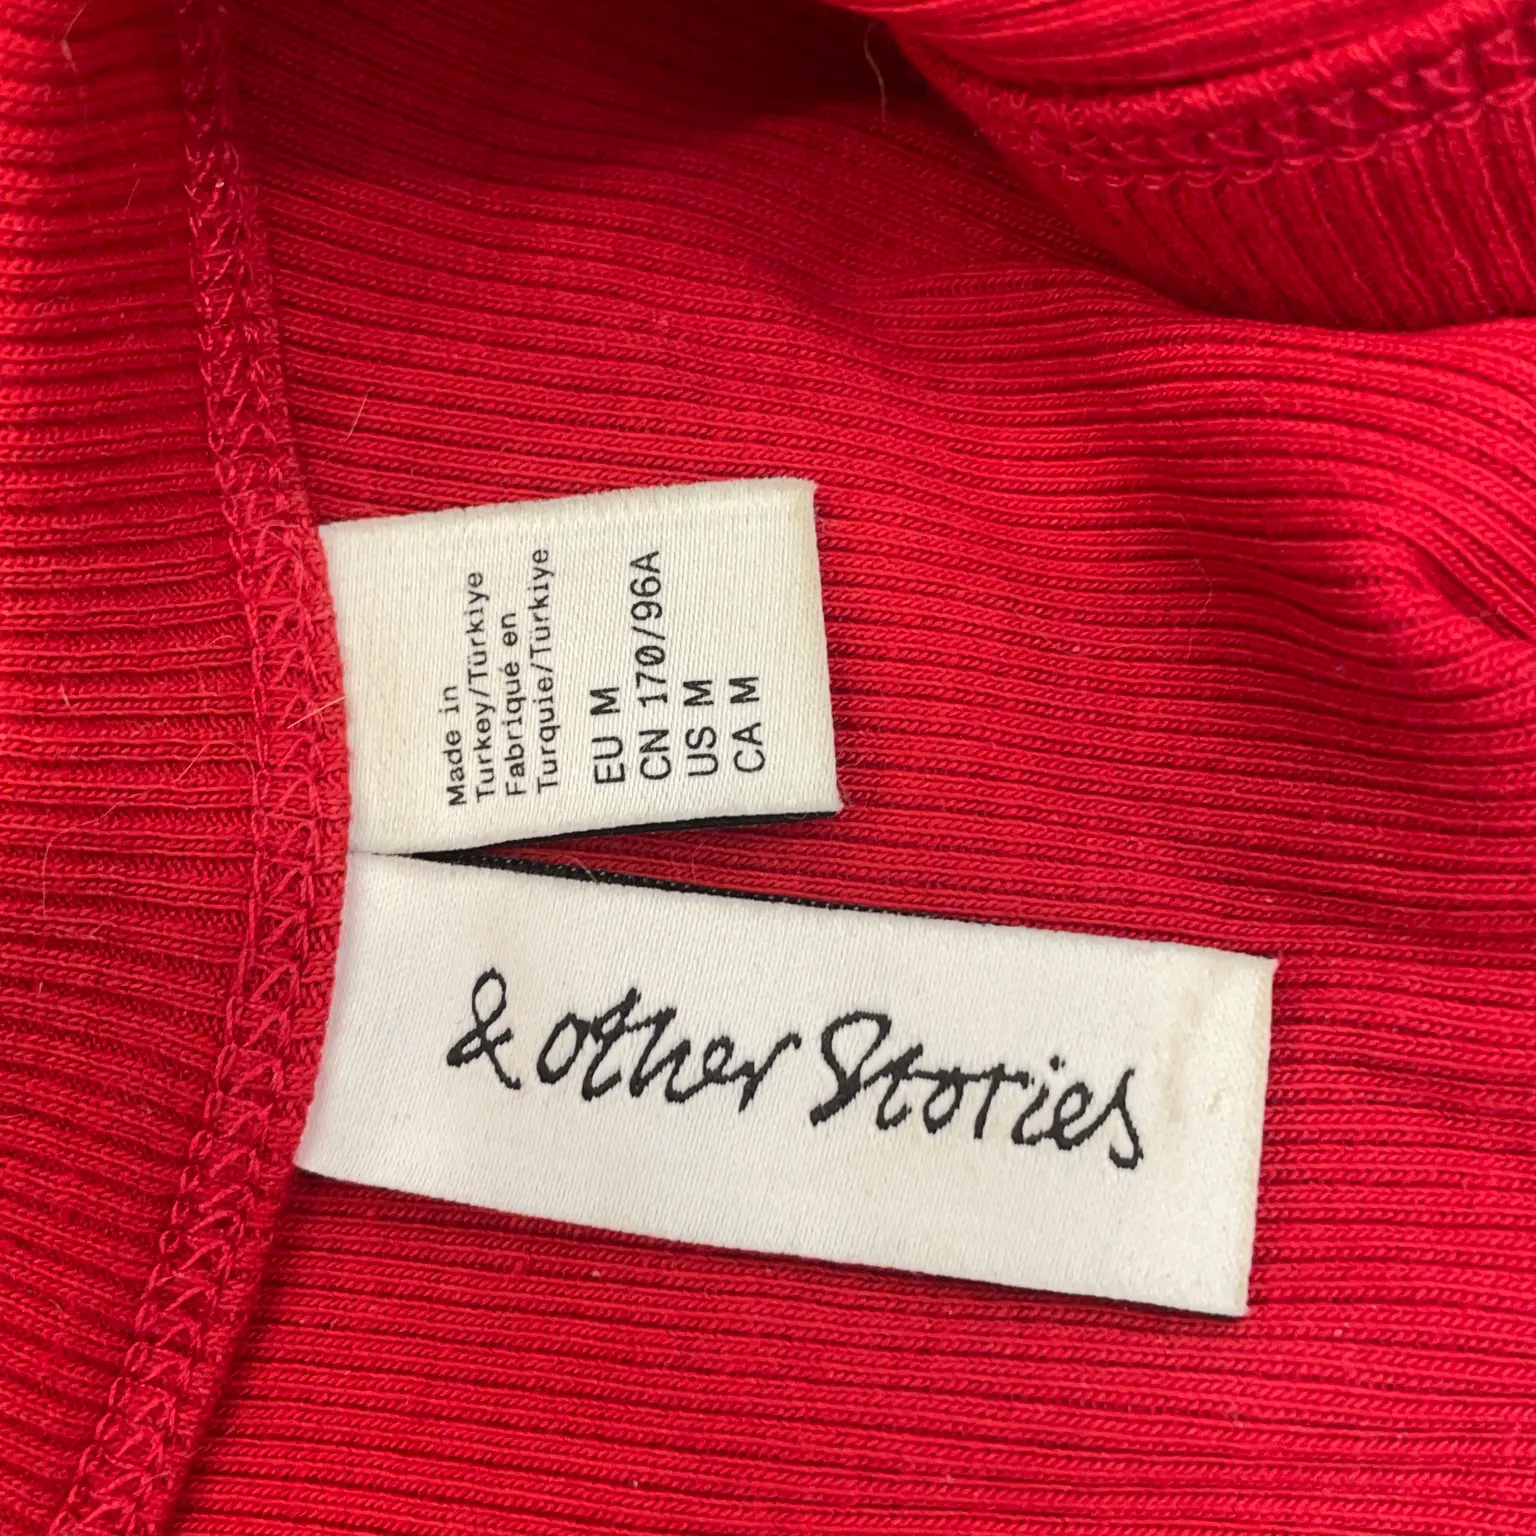 Made in
Turkey/Türkiye
Fabriqué en
Turquie/Türkiye
EU M
CN 170/96A
US M
CA M
& other Stories